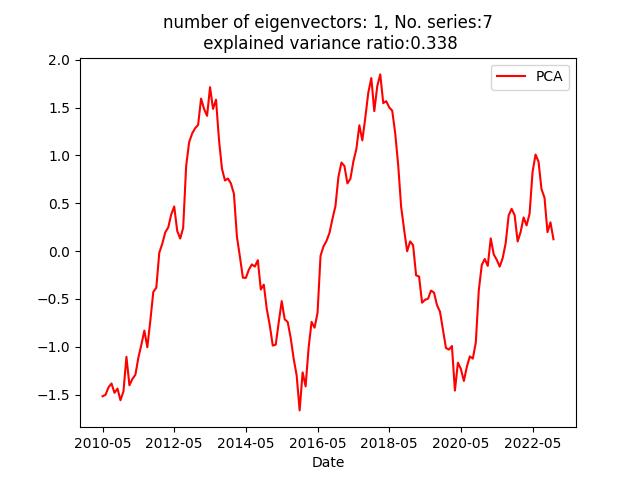 number of eigenvectors: 1, No. series:7
explained variance ratio:0.338
PCA
2.0
1.5
1.0
0.5
0.0
−0.5
−1.0
−1.5
2010-05 2012-05 2014-05 2016-05 2018-05 2020-05 2022-05
Date